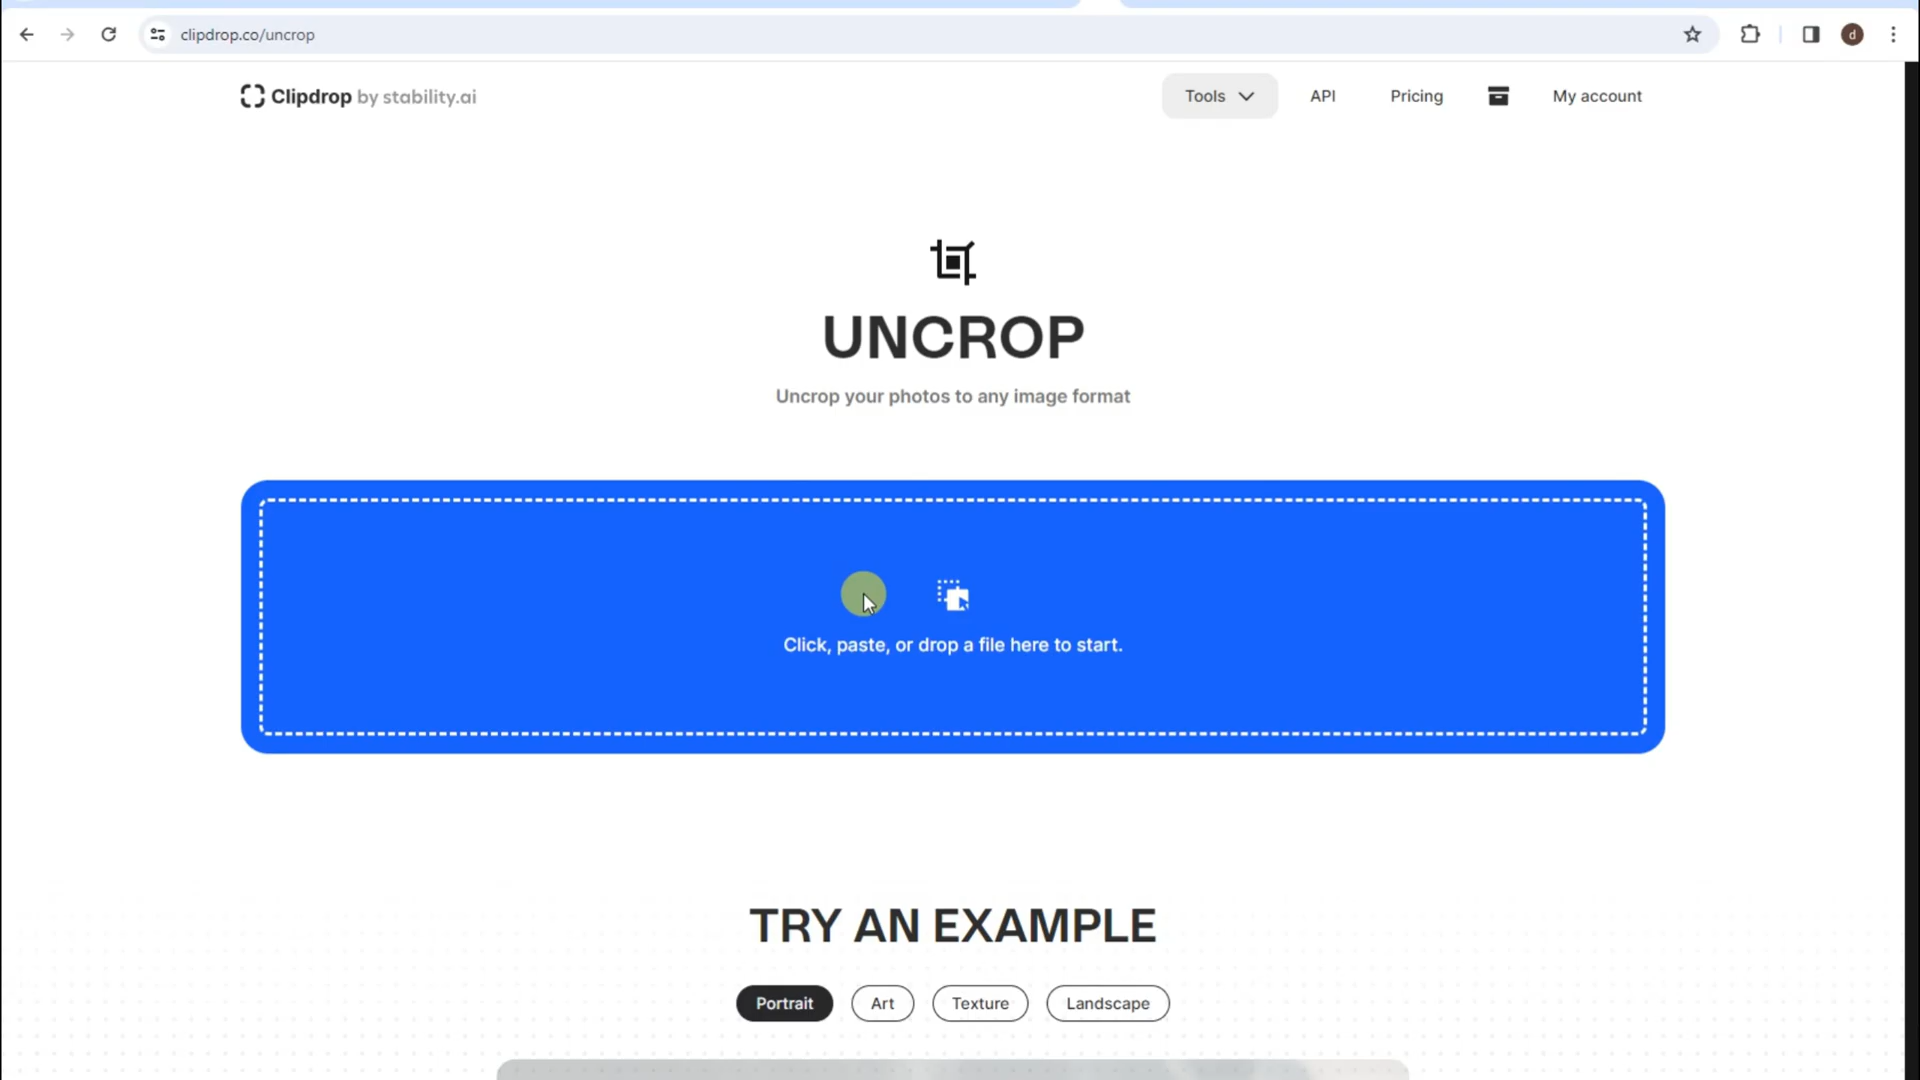 clipdrop.co/uncrop
d
Clipdrop by stability.ai
Tools
API
Pricing
My account
UNCROP
Uncrop your photos to any image format
Click, paste, or drop a file here to start.
TRY AN EXAMPLE
Portrait
Art
Texture
Landscape